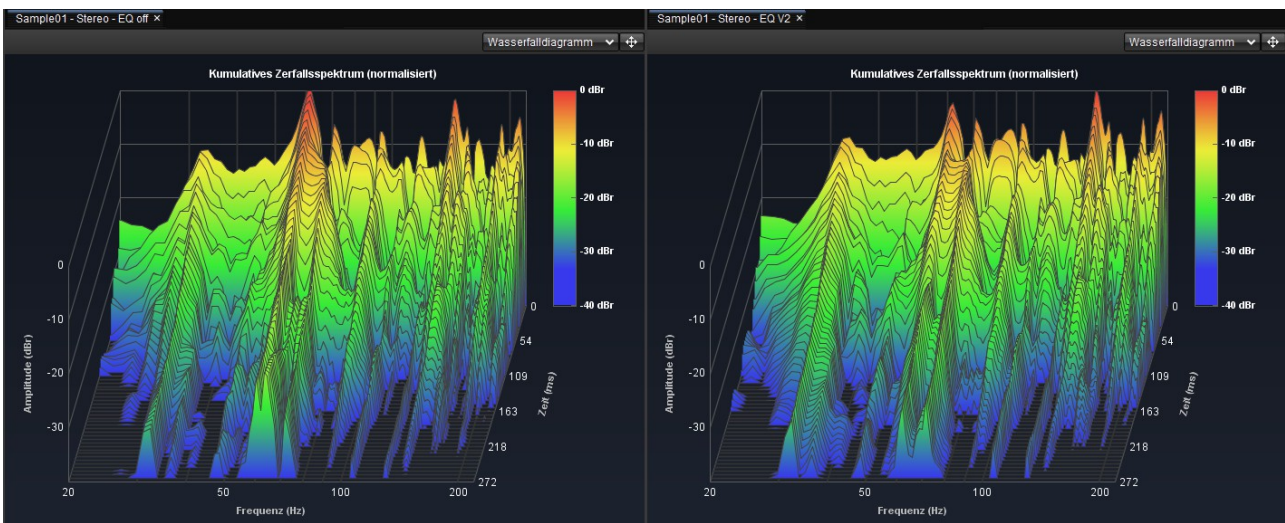 Sample01 - Stereo - EQ off ×
Wasserfalldiagramm
Kumulatives Zerfallsspektrum (normalisiert)
0 dBr
-10 dBr
-20 dBr
-30 dBr
-40 dBr
0
-10
-20
-30
Amplitude (dBr)
0
54
109
163
218
272
Zeit (ms)
20
50
100
200
Frequenz (Hz)
Sample01 - Stereo - EQ V2 ×
Wasserfalldiagramm
Kumulatives Zerfallsspektrum (normalisiert)
0 dBr
-10 dBr
-20 dBr
-30 dBr
-40 dBr
0
-10
-20
-30
Amplitude (dBr)
0
54
109
163
218
272
Zeit (ms)
20
50
100
200
Frequenz (Hz)